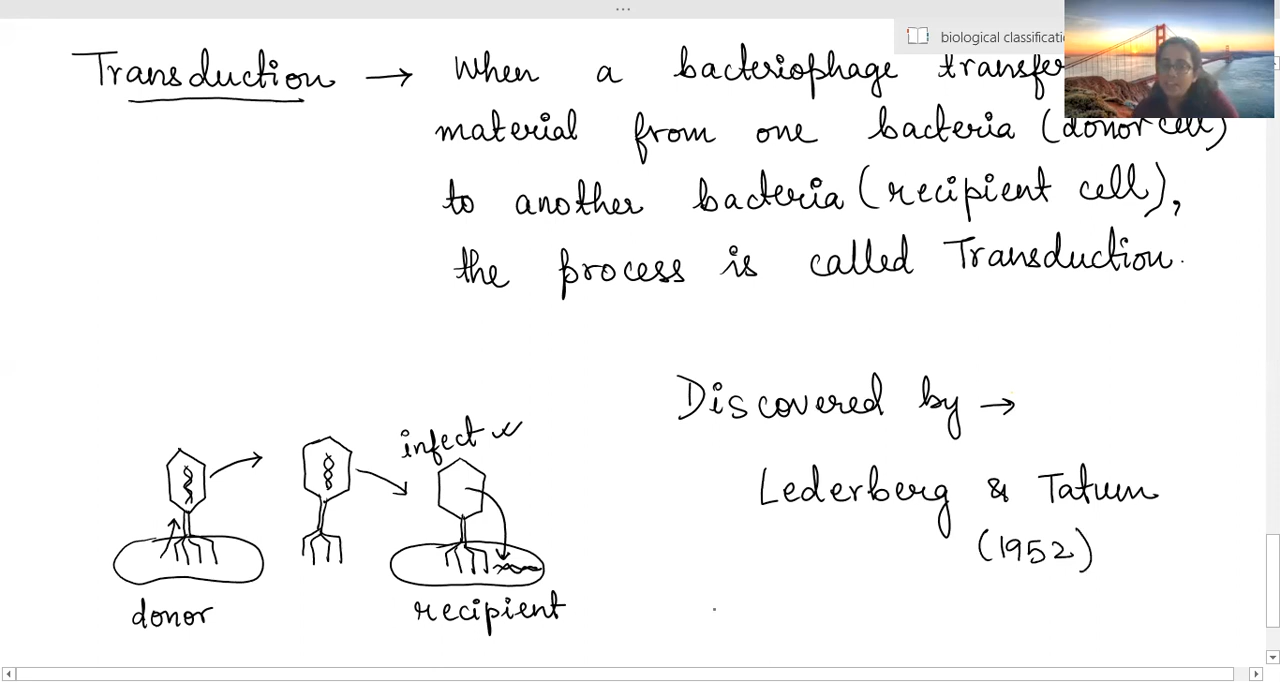 biological classificati
Transduction → When a bacteriophage transfer
material from one bacteria (donor cell)
to another bacteria (recipient cell),
the process is called Transduction.
Discovered by →
Lederberg & Tatum
(1952)
infect
donor
recipient